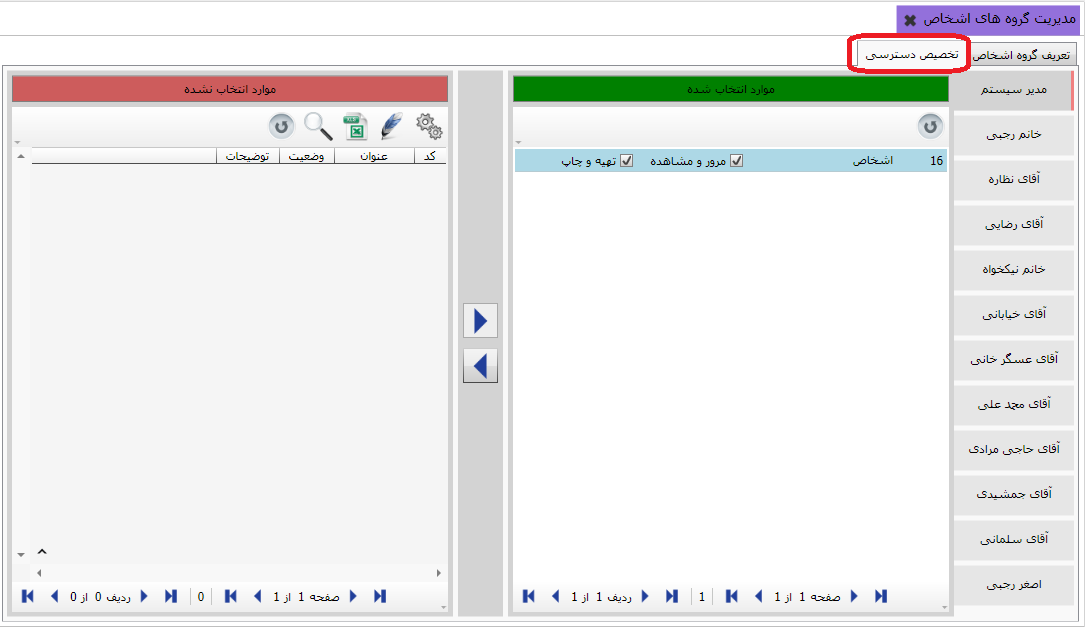 مدیریت گروه های اشخاص
تعریف گروه اشخاص
تخصیص دسترسی
مدیر سیستم
خانم رجبی
آقای نظاره
آقای رضایی
خانم نیکخواه
آقای خیابانی
آقای عسگر خانی
آقای محمد علی
آقای حاجی مرادی
آقای جمشیدی
آقای سلمانی
اصغر رجبی
موارد انتخاب شده
16 اشخاص مرور و مشاهده تهیه و چاپ
صفحه 1 از 1 1 ردیف 1 از 1
موارد انتخاب نشده
کد عنوان وضعیت توضیحات
صفحه 1 از 1 0 ردیف 0 از 0